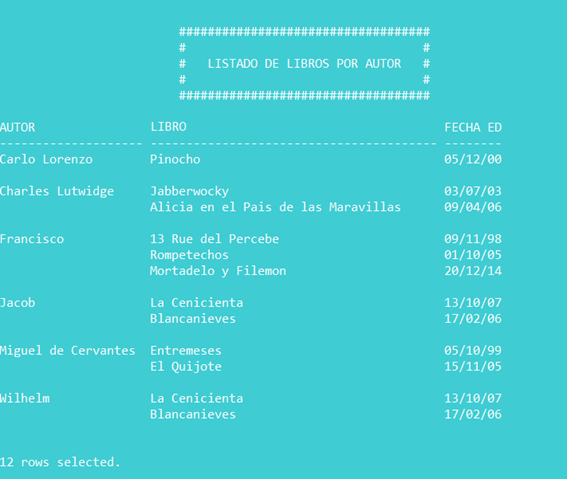 ###################################
#                                 #
#   LISTADO DE LIBROS POR AUTOR   #
#                                 #
###################################
AUTOR                LIBRO                                    FECHA ED
-------------------- ---------------------------------------- --------
Carlo Lorenzo        Pinocho                                  05/12/00
Charles Lutwidge     Jabberwocky                              03/07/03
                     Alicia en el Pais de las Maravillas      09/04/06
Francisco            13 Rue del Percebe                       09/11/98
                     Rompetechos                              01/10/05
                     Mortadelo y Filemon                      20/12/14
Jacob                La Cenicienta                            13/10/07
                     Blancanieves                             17/02/06
Miguel de Cervantes  Entremeses                               05/10/99
                     El Quijote                               15/11/05
Wilhelm              La Cenicienta                            13/10/07
                     Blancanieves                             17/02/06
12 rows selected.